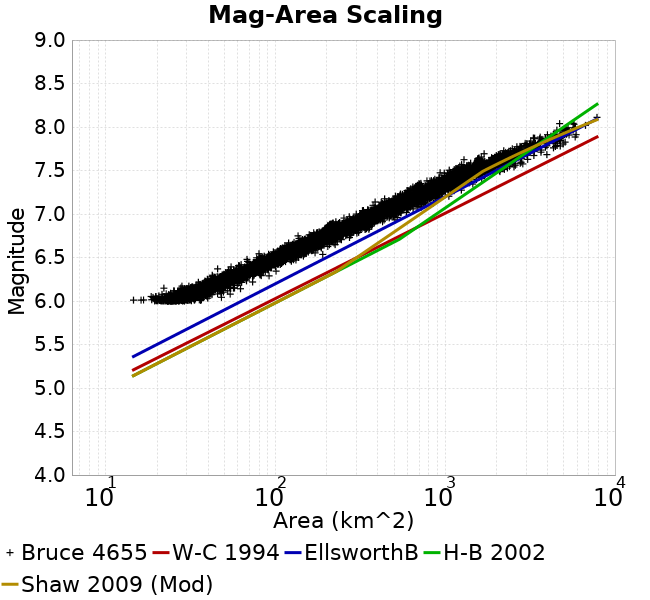 Mag-Area Scaling
9.0
8.5
8.0
7.5
7.0
6.5
6.0
5.5
5.0
4.5
4.0
Magnitude
10^1 10^2 10^3 10^4
Area (km^2)
Bruce 4655 W-C 1994 EllsworthB H-B 2002
Shaw 2009 (Mod)